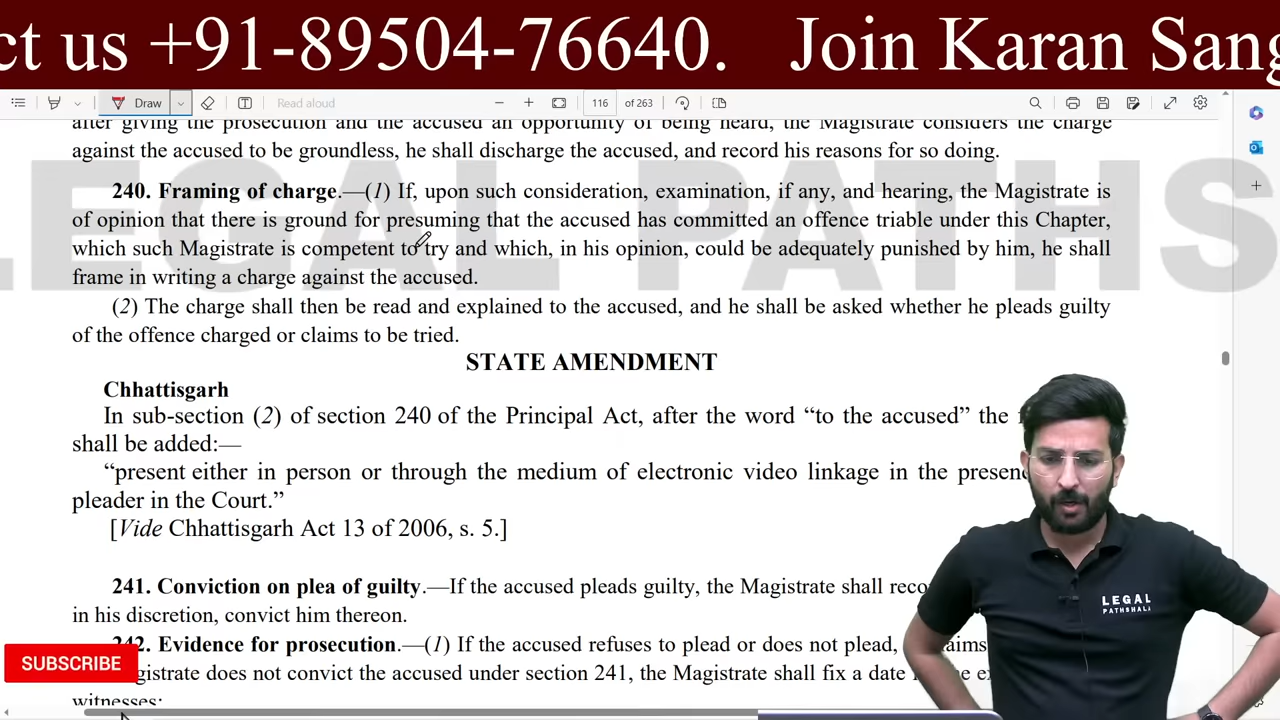 ct us +91-89504-76640. Join Karan Sang
Draw
Read aloud
116 of 263
after giving the prosecution and the accused an opportunity of being heard, the Magistrate considers the charge
against the accused to be groundless, he shall discharge the accused, and record his reasons for so doing.
240. Framing of charge.—(1) If, upon such consideration, examination, if any, and hearing, the Magistrate is
of opinion that there is ground for presuming that the accused has committed an offence triable under this Chapter,
which such Magistrate is competent to try and which, in his opinion, could be adequately punished by him, he shall
frame in writing a charge against the accused.
(2) The charge shall then be read and explained to the accused, and he shall be asked whether he pleads guilty
of the offence charged or claims to be tried.
STATE AMENDMENT
Chhattisgarh
In sub-section (2) of section 240 of the Principal Act, after the word “to the accused” the
shall be added:—
“present either in person or through the medium of electronic video linkage in the presen
pleader in the Court.”
[Vide Chhattisgarh Act 13 of 2006, s. 5.]
241. Conviction on plea of guilty.—If the accused pleads guilty, the Magistrate shall reco
in his discretion, convict him thereon.
242. Evidence for prosecution.—(1) If the accused refuses to plead or does not plead,
gistrate does not convict the accused under section 241, the Magistrate shall fix a date
witnesses:
LEGAL PATHS
LEGAL
PATHSHALA
SUBSCRIBE